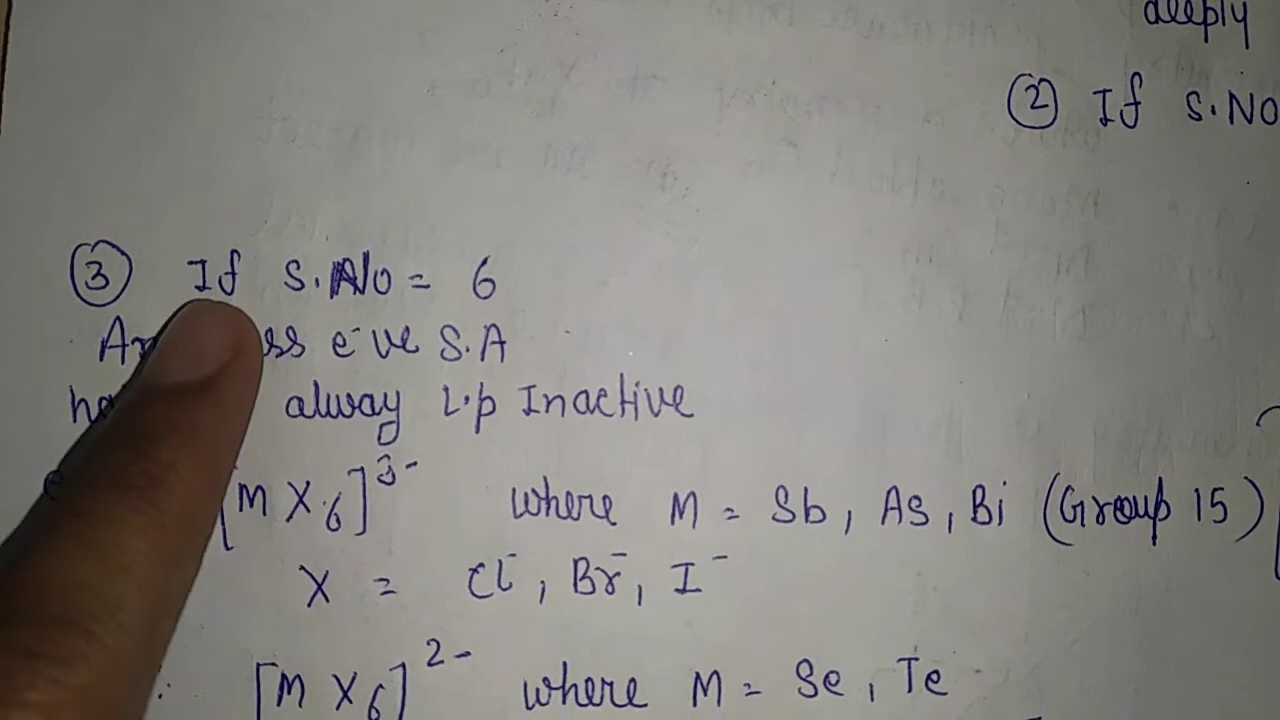 deeply
② If S.NO
③ If S.No = 6
ss e⁻ve S.A
alway L.p Inactive
[M X6]³⁻ where M = Sb, As, Bi (Group 15)
X = Cl⁻, Br⁻, I⁻
∴ [M X6]²⁻ where M = Se, Te